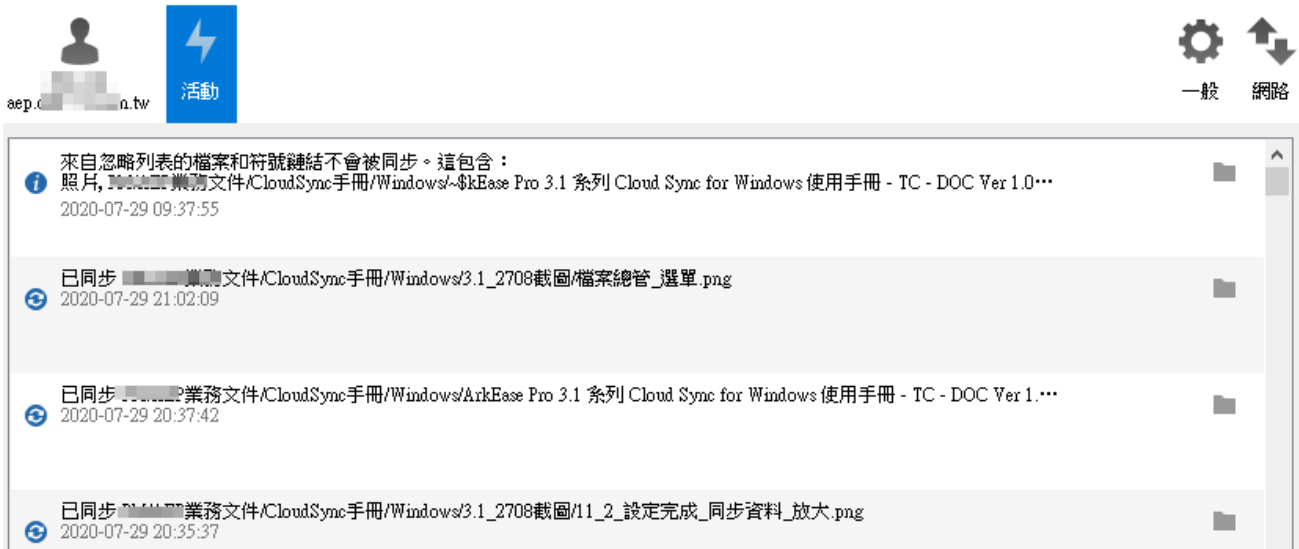 活動
一般
網路
aep.
n.tw
來自忽略列表的檔案和符號鏈結不會被同步。這包含：
照片, 業務文件/CloudSync手冊/Windows/~$kEase Pro 3.1 系列 Cloud Sync for Windows 使用手冊 - TC - DOC Ver 1.0…
2020-07-29 09:37:55
已同步 業務文件/CloudSync手冊/Windows/3.1_2708截圖/檔案總管_選單.png
2020-07-29 21:02:09
已同步 業務文件/CloudSync手冊/Windows/ArkEase Pro 3.1 系列 Cloud Sync for Windows 使用手冊 - TC - DOC Ver 1.…
2020-07-29 20:37:42
已同步 業務文件/CloudSync手冊/Windows/3.1_2708截圖/11_2_設定完成_同步資料_放大.png
2020-07-29 20:35:37